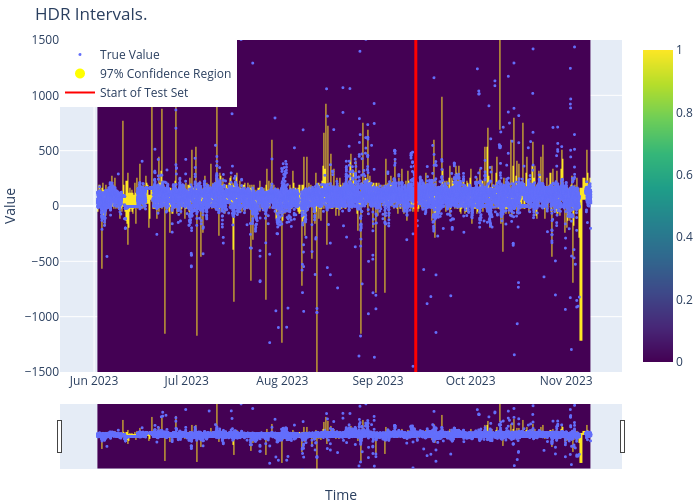 HDR Intervals.
True Value
97% Confidence Region
Start of Test Set
Value
1500
1000
500
0
−500
−1000
−1500
Jun 2023
Jul 2023
Aug 2023
Sep 2023
Oct 2023
Nov 2023
Time
1
0.8
0.6
0.4
0.2
0